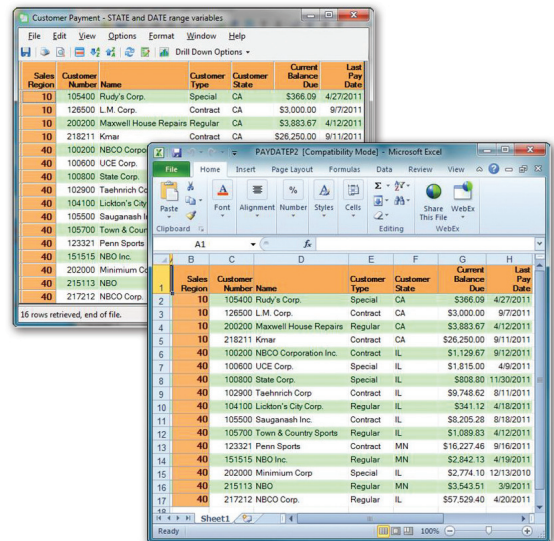 Customer Payment - STATE and DATE range variables
File Edit View Options Format Window Help
Drill Down Options
Sales Region Customer Number Name Customer Type Customer State Current Balance Due Last Pay Date
10 105400 Rudy's Corp. Special CA $366.09 4/27/2011
10 126500 L.M. Corp. Contract CA $3,000.00 9/7/2011
10 200200 Maxwell House Repairs Regular CA $3,883.67 4/12/2011
10 218211 Kmar Contract CA $26,250.00 9/11/2011
40 100200 NBCO Corpo
40 100600 UCE Corp.
40 100800 State Corp.
40 102900 Taehnrich Co
40 104100 Lickton's City
40 105500 Sauganash
40 105700 Town & Coun
40 123321 Penn Sports
40 151515 NBO Inc.
40 202000 Minimium C
40 215113 NBO
40 217212 NBCO Corp.
16 rows retrieved, end of file.
PAYDATEP2 [Compatibility Mode] - Microsoft Excel
File Home Insert Page Layout Formulas Data Review View
Paste Font Alignment Number Styles Cells Share This File WebEx
Clipboard Editing WebEx
A1 fx
A B C D E F G H
1 Sales Region Customer Number Name Customer Type Customer State Current Balance Due Last Pay Date
2 10 105400 Rudy's Corp. Special CA $366.09 4/27/2011
3 10 126500 L.M. Corp. Contract CA $3,000.00 9/7/2011
4 10 200200 Maxwell House Repairs Regular CA $3,883.67 4/12/2011
5 10 218211 Kmar Contract CA $26,250.00 9/11/2011
6 40 100200 NBCO Corporation Inc. Contract IL $1,129.67 9/12/2011
7 40 100600 UCE Corp. Special IL $1,815.00 4/9/2011
8 40 100800 State Corp. Special IL $808.80 11/30/2011
9 40 102900 Taehnrich Corp Contract IL $9,748.62 8/11/2011
10 40 104100 Lickton's City Corp. Regular IL $341.12 4/18/2011
11 40 105500 Sauganash Corp. Contract IL $8,205.28 8/18/2011
12 40 105700 Town & Country Sports Regular IL $1,089.83 4/12/2011
13 40 123321 Penn Sports Contract MN $16,227.46 9/16/2011
14 40 151515 NBO Inc. Regular MN $2,842.13 4/19/2011
15 40 202000 Minimium Corp Special IL $2,774.10 12/13/2010
16 40 215113 NBO Regular MN $3,543.51 3/9/2011
17 40 217212 NBCO Corp. Regular IL $57,529.40 4/20/2011
18
Sheet1
Ready 100%